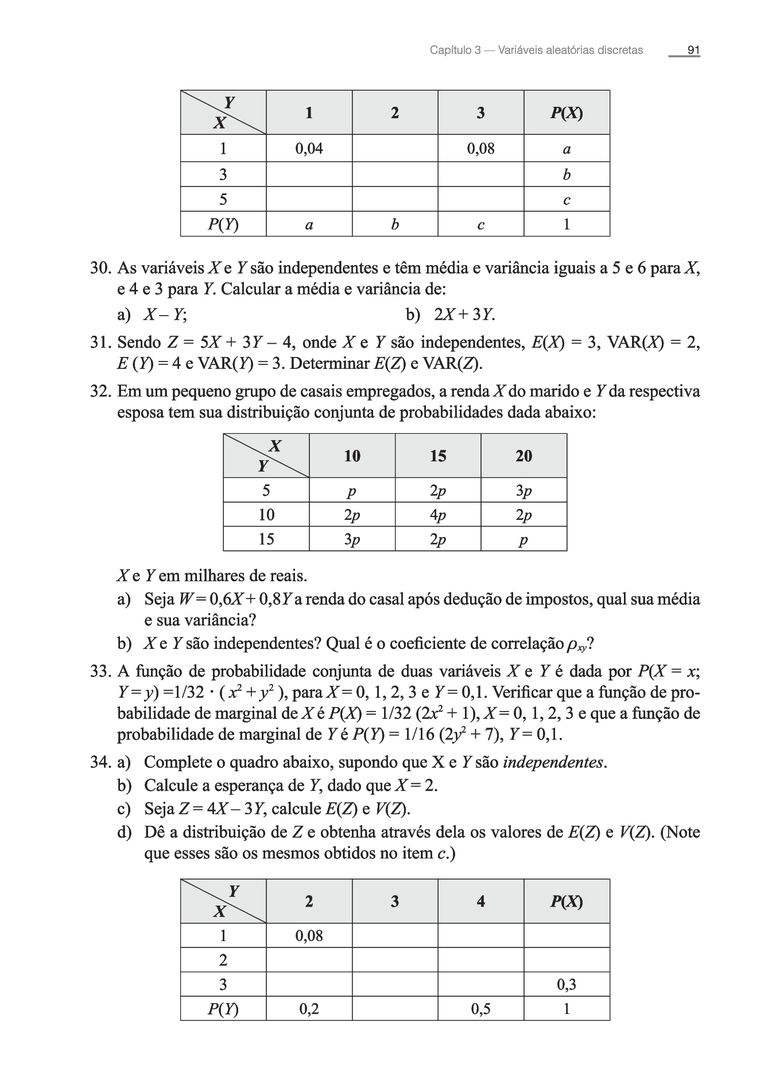 Capítulo 3 — Variáveis aleatórias discretas 91
Y
X
1 2 3 P(X)
1 0,04 0,08 a
3 b
5 c
P(Y) a b c 1
30. As variáveis X e Y são independentes e têm média e variância iguais a 5 e 6 para X,
e 4 e 3 para Y. Calcular a média e variância de:
a) X – Y; b) 2X + 3Y.
31. Sendo Z = 5X + 3Y – 4, onde X e Y são independentes, E(X) = 3, VAR(X) = 2,
E (Y) = 4 e VAR(Y) = 3. Determinar E(Z) e VAR(Z).
32. Em um pequeno grupo de casais empregados, a renda X do marido e Y da respectiva
esposa tem sua distribuição conjunta de probabilidades dada abaixo:
X
Y
10 15 20
5 p 2p 3p
10 2p 4p 2p
15 3p 2p p
X e Y em milhares de reais.
a) Seja W = 0,6X + 0,8Y a renda do casal após dedução de impostos, qual sua média
e sua variância?
b) X e Y são independentes? Qual é o coeficiente de correlação ρxy?
33. A função de probabilidade conjunta de duas variáveis X e Y é dada por P(X = x;
Y = y) =1/32 · ( x² + y² ), para X = 0, 1, 2, 3 e Y = 0,1. Verificar que a função de pro-
babilidade de marginal de X é P(X) = 1/32 (2x² + 1), X = 0, 1, 2, 3 e que a função de
probabilidade de marginal de Y é P(Y) = 1/16 (2y² + 7), Y = 0,1.
34. a) Complete o quadro abaixo, supondo que X e Y são independentes.
b) Calcule a esperança de Y, dado que X = 2.
c) Seja Z = 4X – 3Y, calcule E(Z) e V(Z).
d) Dê a distribuição de Z e obtenha através dela os valores de E(Z) e V(Z). (Note
que esses são os mesmos obtidos no item c.)
Y
X
2 3 4 P(X)
1 0,08
2
3 0,3
P(Y) 0,2 0,5 1